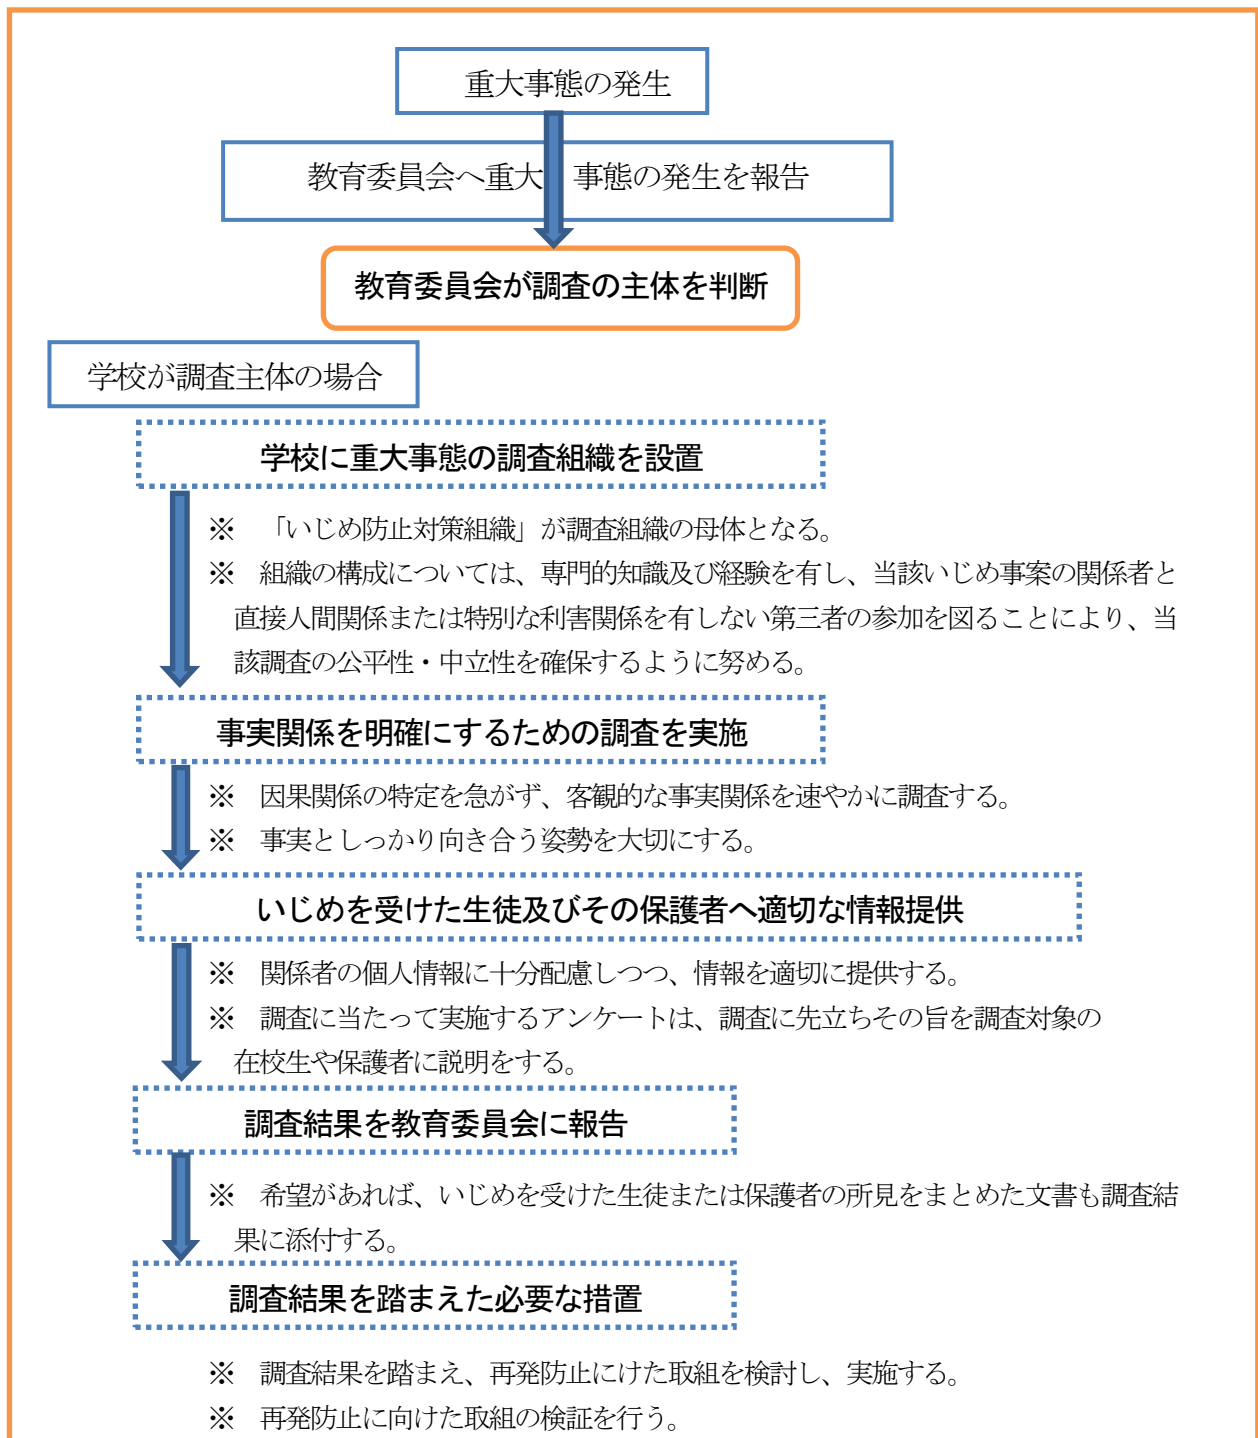 重大事態の発生
教育委員会へ重大 事態の発生を報告
教育委員会が調査の主体を判断
学校が調査主体の場合
学校に重大事態の調査組織を設置
※ 「いじめ防止対策組織」が調査組織の母体となる。
※ 組織の構成については、専門的知識及び経験を有し、当該いじめ事案の関係者と
直接人間関係または特別な利害関係を有しない第三者の参加を図ることにより、当
該調査の公平性・中立性を確保するように努める。
事実関係を明確にするための調査を実施
※ 因果関係の特定を急がず、客観的な事実関係を速やかに調査する。
※ 事実としっかり向き合う姿勢を大切にする。
いじめを受けた生徒及びその保護者へ適切な情報提供
※ 関係者の個人情報に十分配慮しつつ、情報を適切に提供する。
※ 調査に当たって実施するアンケートは、調査に先立ちその旨を調査対象の
在校生や保護者に説明をする。
調査結果を教育委員会に報告
※ 希望があれば、いじめを受けた生徒または保護者の所見をまとめた文書も調査結
果に添付する。
調査結果を踏まえた必要な措置
※ 調査結果を踏まえ、再発防止にけた取組を検討し、実施する。
※ 再発防止に向けた取組の検証を行う。